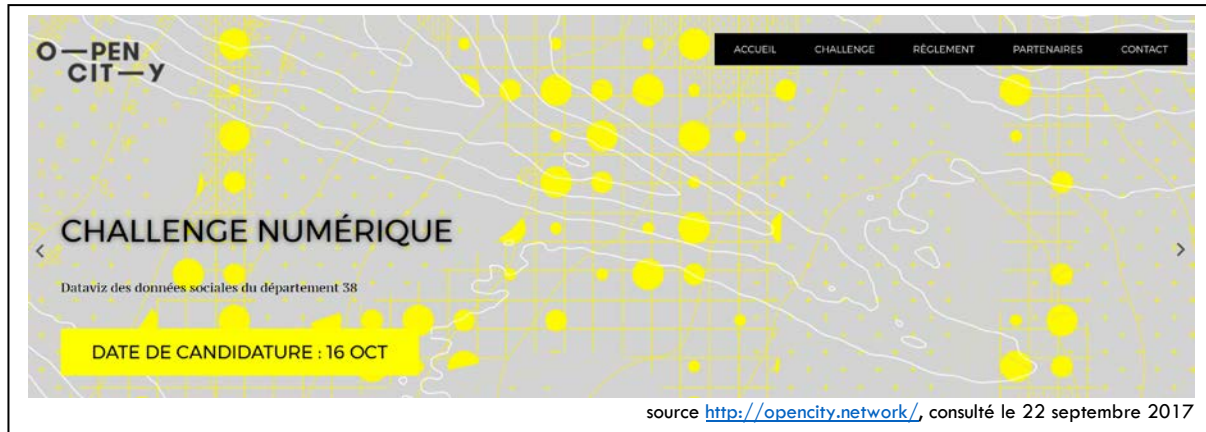 O—PEN
CIT—Y
ACCUEIL CHALLENGE RÈGLEMENT PARTENAIRES CONTACT
CHALLENGE NUMÉRIQUE
Dataviz des données sociales du département 38
DATE DE CANDIDATURE : 16 OCT
source http://opencity.network/, consulté le 22 septembre 2017